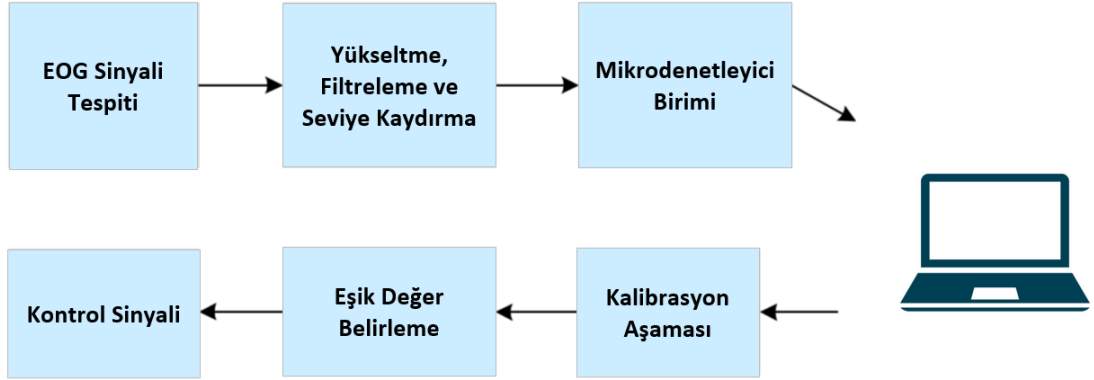 EOG Sinyali
Tespiti
Yükseltme,
Filtreleme ve
Seviye Kaydırma
Mikrodenetleyici
Birimi
Kalibrasyon
Aşaması
Eşik Değer
Belirleme
Kontrol Sinyali